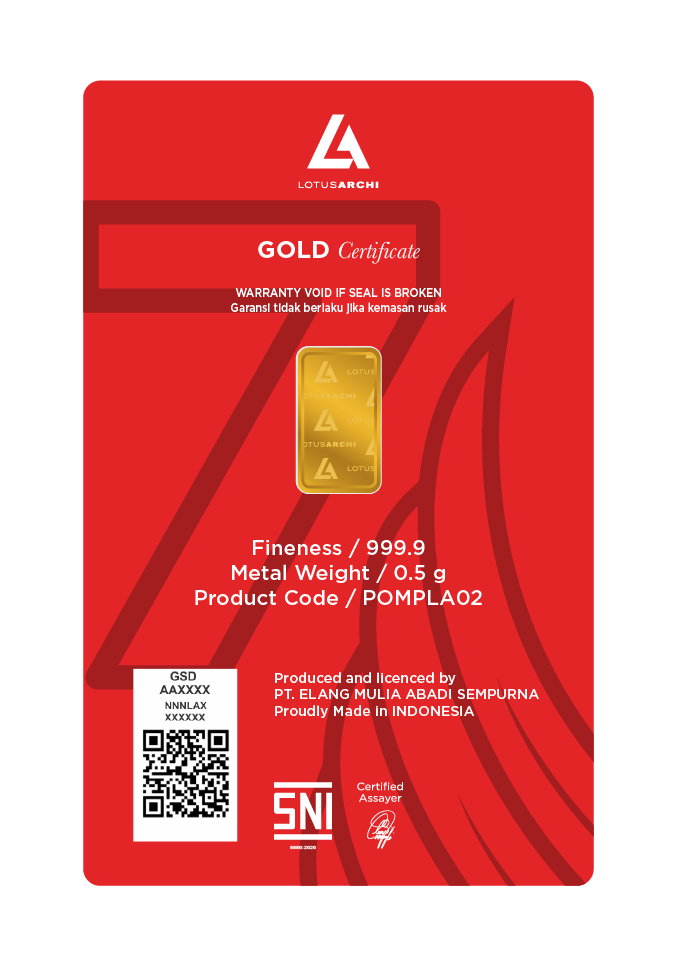 LOTUSARCHI
GOLD Certificate
WARRANTY VOID IF SEAL IS BROKEN
Garansi tidak berlaku jika kemasan rusak
LOTUS
OTUSARCHI
OTUSARCHI
LOTUS
Fineness / 999.9
Metal Weight / 0.5 g
Product Code / POMPLA02
GSD
AAXXXX
NNNLAX
XXXXXX
Produced and licenced by
PT. ELANG MULIA ABADI SEMPURNA
Proudly Made in INDONESIA
SNI
Certified
Assayer